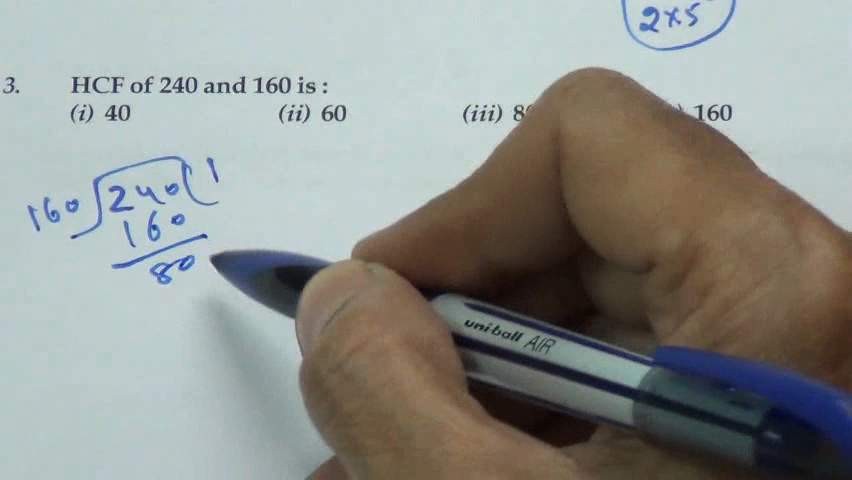 2×5
3. HCF of 240 and 160 is :
(i) 40 (ii) 60 (iii) 160
160 240 1
160
80
uni-ball AIR